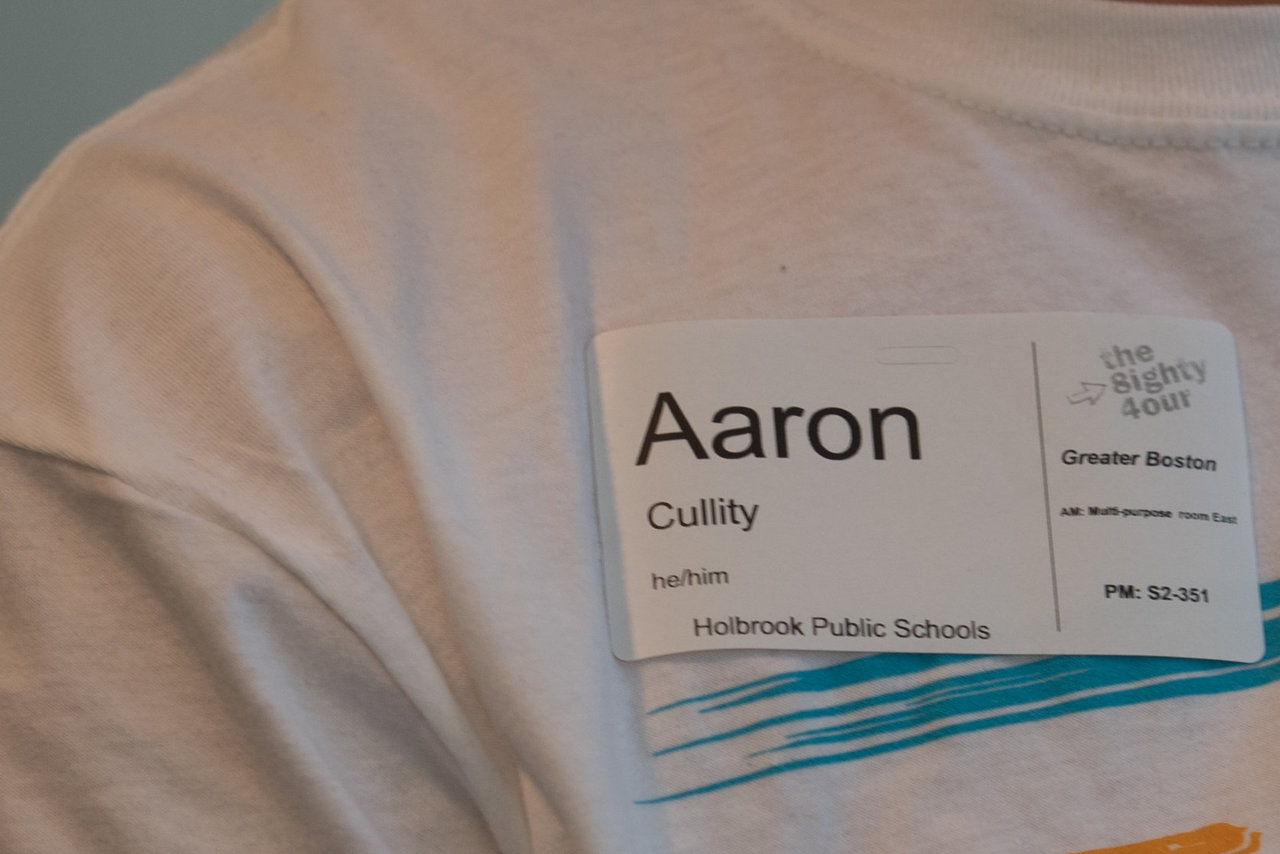 Aaron
Cullity
he/him
Holbrook Public Schools
the
8ighty
4our
Greater Boston
AM: Multi-purpose room East
PM: S2-351